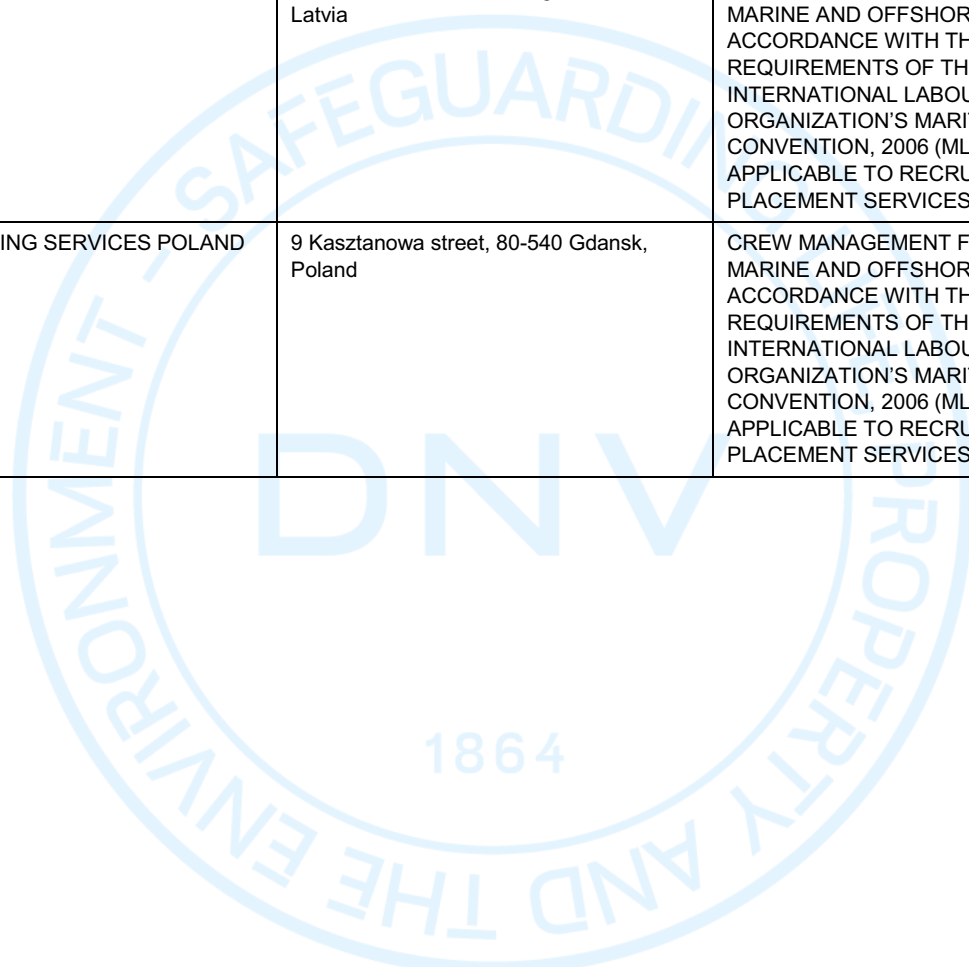 Latvia
MARINE AND OFFSHOR
ACCORDANCE WITH TH
REQUIREMENTS OF TH
INTERNATIONAL LABOU
ORGANIZATION'S MARI
CONVENTION, 2006 (ML
APPLICABLE TO RECRU
PLACEMENT SERVICES
ING SERVICES POLAND
9 Kasztanowa street, 80-540 Gdansk,
Poland
CREW MANAGEMENT F
MARINE AND OFFSHOR
ACCORDANCE WITH TH
REQUIREMENTS OF TH
INTERNATIONAL LABOU
ORGANIZATION'S MARI
CONVENTION, 2006 (ML
APPLICABLE TO RECRU
PLACEMENT SERVICES
SAFEGUARDING LIFE, PROPERTY AND THE ENVIRONMENT –
DNV
1864